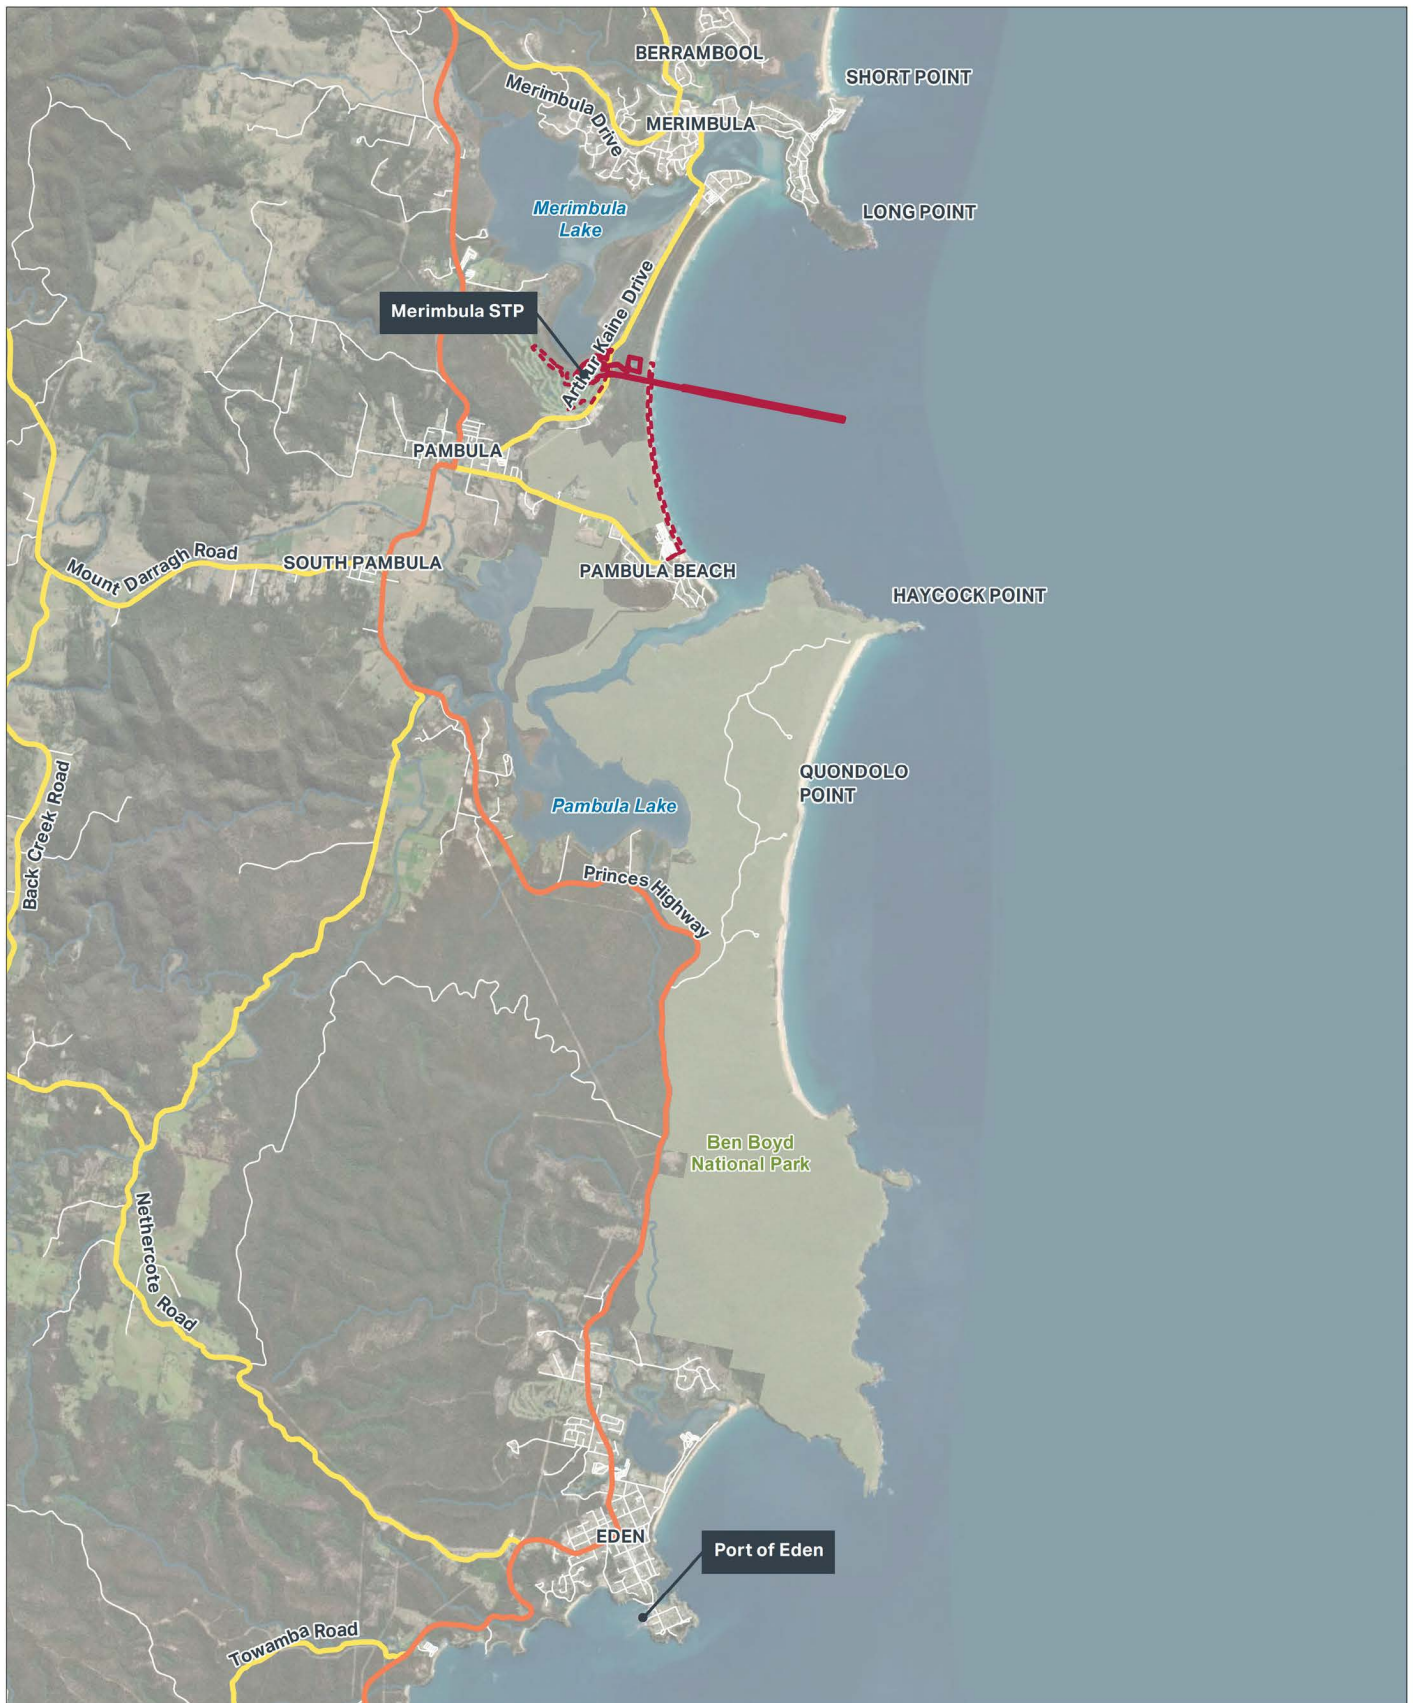 BERRAMBOOL
SHORT POINT
Merimbula Drive
MERIMBULA
Merimbula
Lake
LONG POINT
Arthur Kaine Drive
Merimbula STP
PAMBULA
Mount Darragh Road
SOUTH PAMBULA
PAMBULA BEACH
HAYCOCK POINT
QUONDOLO
POINT
Back Creek Road
Pambula Lake
Princes Highway
Ben Boyd
National Park
Nethercote Road
EDEN
Port of Eden
Towamba Road